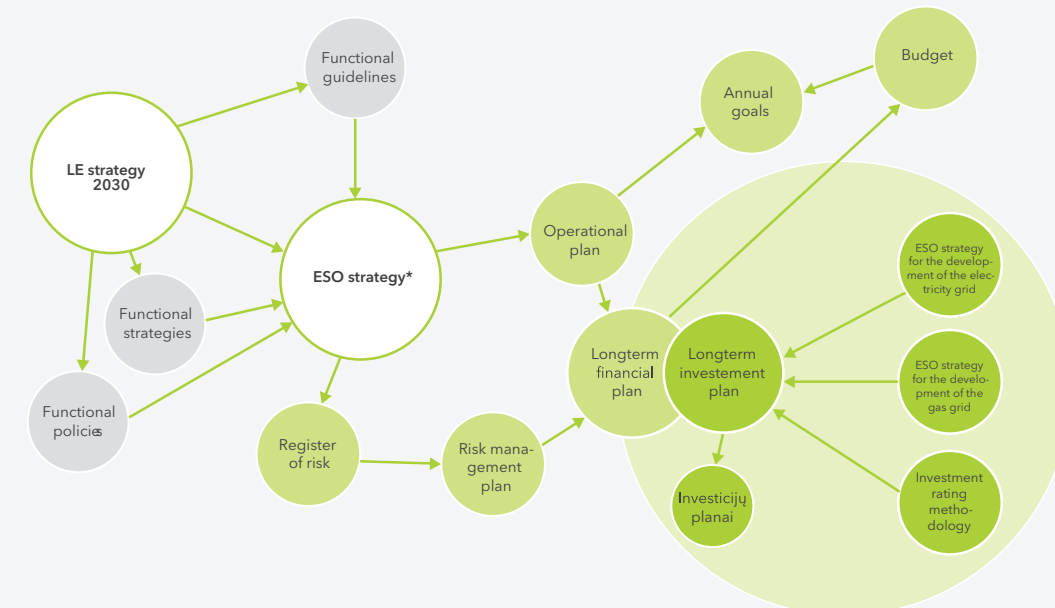 Functional
guidelines
LE strategy
2030
Functional
strategies
Functional
policies
ESO strategy*
Register
of risk
Risk mana-
gement
plan
Operational
plan
Annual
goals
Budget
Longterm
financial
plan
Longterm
investement
plan
Investicijų
planai
ESO strategy
for the develop-
ment of the elec-
tricity grid
ESO strategy
for the develo-
pment of the
gas grid
Investment
rating
metho-
dology